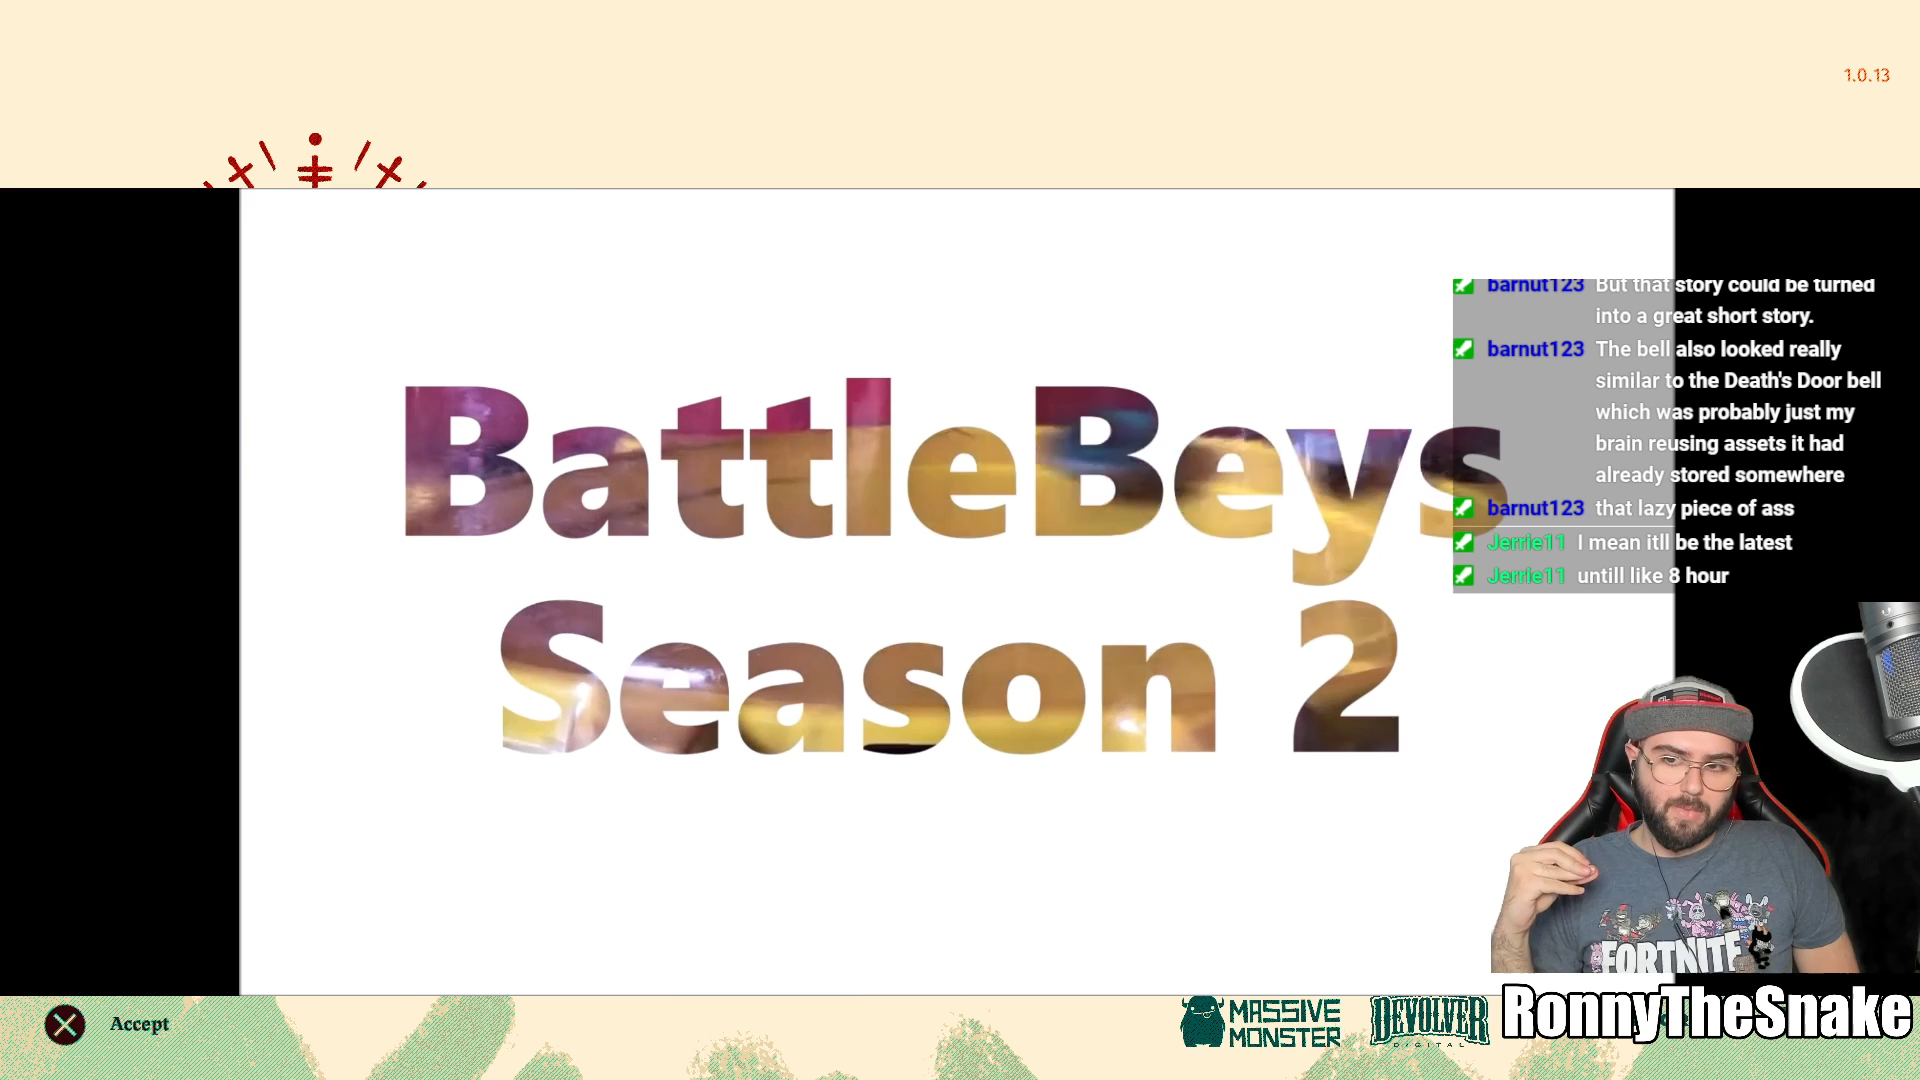 1.0.13
barnut123 But that story could be turned
into a great short story.
barnut123 The bell also looked really
similar to the Death's Door bell
which was probably just my
brain reusing assets it had
already stored somewhere
barnut123 that lazy piece of ass
Jerrie11 I mean itll be the latest
Jerrie11 untill like 8 hour
BattleBeys
Season 2
FORTNITE
Accept
MASSIVE
MONSTER
DEVOLVER
DIGITAL
RonnyTheSnake